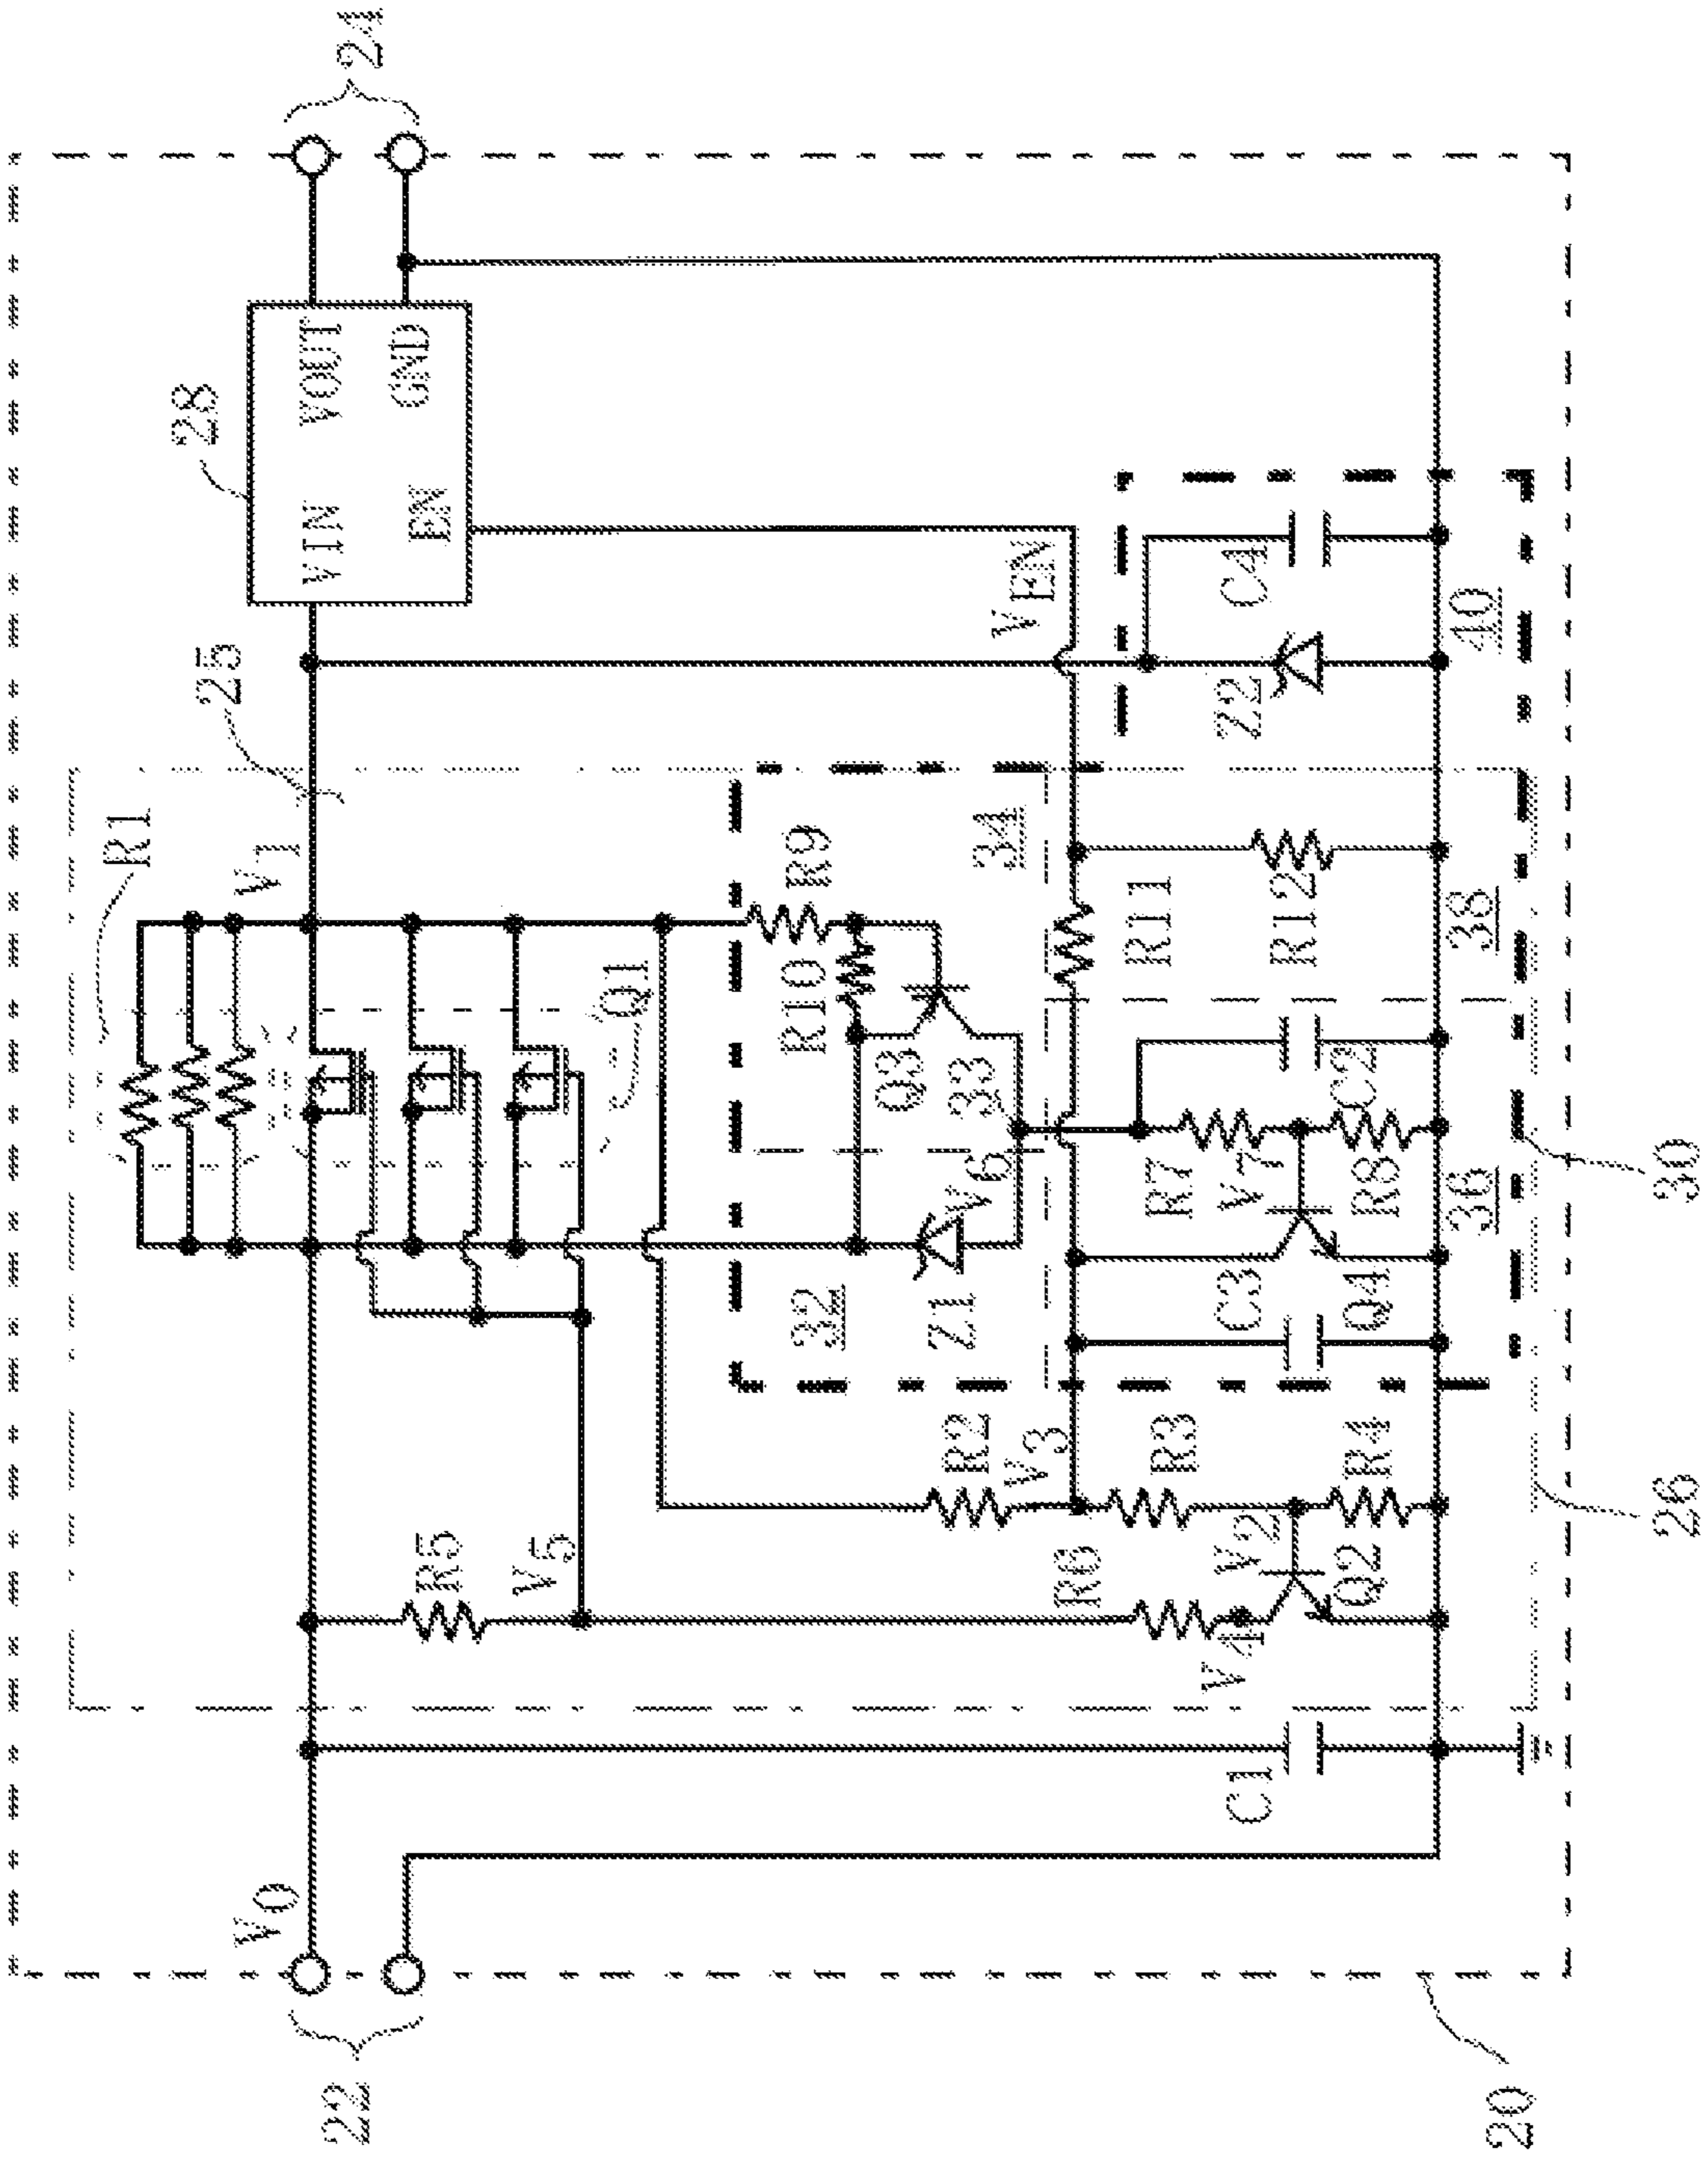 24
28
VIN
VOUT
EN
GND
25
R1
V1
VEN
Q1
R9
R10
Q3
33
34
R11
R12
38
C4
Z2
40
V6
32
Z1
R7
V7
C2
R8
36
30
C3
Q4
R5
V5
R2
V3
R3
R4
R6
V2
V4
Q2
26
C1
V0
22
20